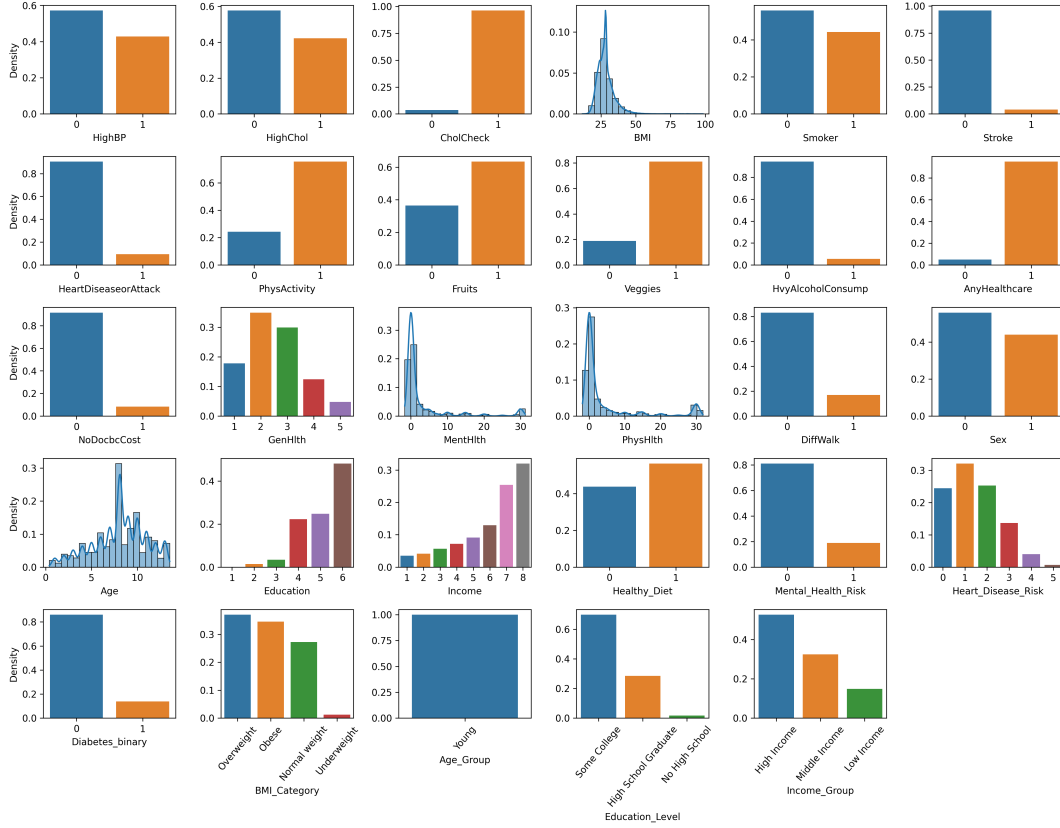 Density
0.6
0.4
0.2
0.0
0 1
HighBP
0.6
0.4
0.2
0.0
0 1
HighChol
1.00
0.75
0.50
0.25
0.00
0 1
CholCheck
0.10
0.05
0.00
25 50 75 100
BMI
0.4
0.2
0.0
0 1
Smoker
1.00
0.75
0.50
0.25
0.00
0 1
Stroke
Density
0.8
0.6
0.4
0.2
0.0
0 1
HeartDiseaseorAttack
0.6
0.4
0.2
0.0
0 1
PhysActivity
0.6
0.4
0.2
0.0
0 1
Fruits
0.8
0.6
0.4
0.2
0.0
0 1
Veggies
0.8
0.6
0.4
0.2
0.0
0 1
HvyAlcoholConsump
0.8
0.6
0.4
0.2
0.0
0 1
AnyHealthcare
Density
0.8
0.6
0.4
0.2
0.0
0 1
NoDocbcCost
0.3
0.2
0.1
0.0
1 2 3 4 5
GenHlth
0.3
0.2
0.1
0.0
0 10 20 30
MentHlth
0.3
0.2
0.1
0.0
0 10 20 30
PhysHlth
0.8
0.6
0.4
0.2
0.0
0 1
DiffWalk
0.4
0.2
0.0
0 1
Sex
Density
0.3
0.2
0.1
0.0
0 5 10
Age
0.4
0.2
0.0
1 2 3 4 5 6
Education
0.3
0.2
0.1
0.0
1 2 3 4 5 6 7 8
Income
0.4
0.2
0.0
0 1
Healthy_Diet
0.8
0.6
0.4
0.2
0.0
0 1
Mental_Health_Risk
0.3
0.2
0.1
0.0
0 1 2 3 4 5
Heart_Disease_Risk
Density
0.8
0.6
0.4
0.2
0.0
0 1
Diabetes_binary
0.3
0.2
0.1
0.0
Overweight
Obese
Normal weight
Underweight
BMI_Category
1.00
0.75
0.50
0.25
0.00
Young
Age_Group
0.6
0.4
0.2
0.0
Some College
High School Graduate
No High School
Education_Level
0.4
0.2
0.0
High Income
Middle Income
Low Income
Income_Group